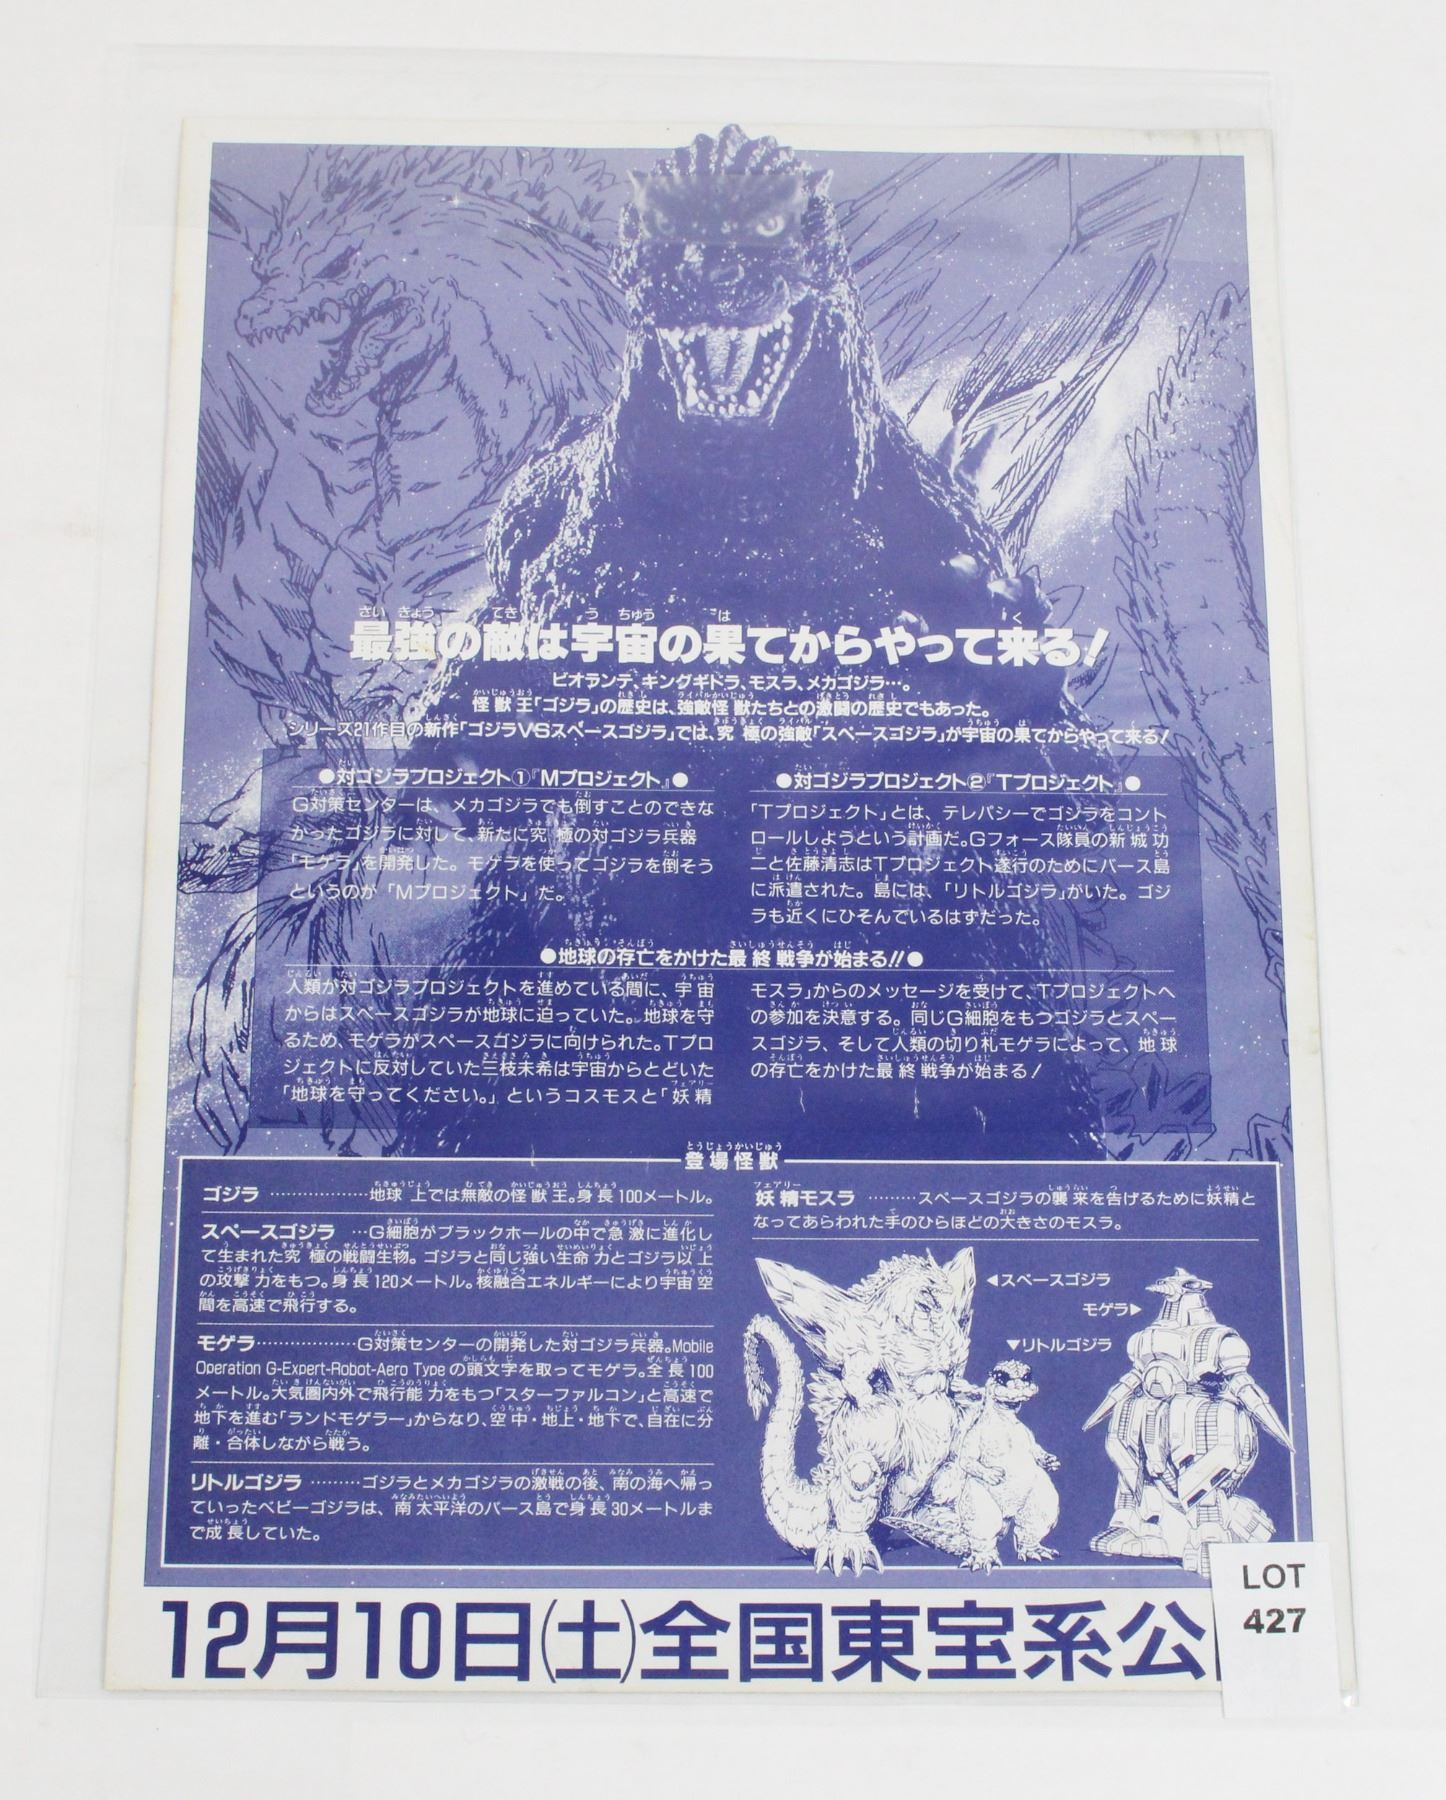 最強の敵は宇宙の果てからやって来る!
ビオランテ、キングギドラ、モスラ、メカゴジラ…。
怪獣王「ゴジラ」の歴史は、強敵怪獣たちとの激闘の歴史でもあった。
シリーズ21作目の新作「ゴジラVSスペースゴジラ」では、究極の強敵「スペースゴジラ」が宇宙の果てからやって来る!
●対ゴジラプロジェクト①『Mプロジェクト』●
G対策センターは、メカゴジラでも倒すことのできな
かったゴジラに対して、新たに究極の対ゴジラ兵器
「モゲラ」を開発した。モゲラを使ってゴジラを倒そう
というのが「Mプロジェクト」だ。
●対ゴジラプロジェクト②『Tプロジェクト』●
「Tプロジェクト」とは、テレパシーでゴジラをコント
ロールしようという計画だ。Gフォース隊員の新城功
二と佐藤清志はTプロジェクト遂行のためにバース島
に派遣された。島には、「リトルゴジラ」がいた。ゴジ
ラも近くにひそんでいるはずだった。
●地球の存亡をかけた最終戦争が始まる!!●
人類が対ゴジラプロジェクトを進めている間に、宇宙
からはスペースゴジラが地球に迫っていた。地球を守
るため、モゲラがスペースゴジラに向けられた。Tプロ
ジェクトに反対していた三枝未希は宇宙からとどいた
「地球を守ってください。」というコスモスと「妖精
モスラ」からのメッセージを受けて、Tプロジェクトへ
の参加を決意する。同じG細胞をもつゴジラとスペー
スゴジラ、そして人類の切り札モゲラによって、地球
の存亡をかけた最終戦争が始まる!
登場怪獣
ゴジラ ………………地球上では無敵の怪獣王。身長100メートル。
スペースゴジラ …G細胞がブラックホールの中で急激に進化し
て生まれた究極の戦闘生物。ゴジラと同じ強い生命力とゴジラ以上
の攻撃力をもつ。身長120メートル。核融合エネルギーにより宇宙空
間を高速で飛行する。
モゲラ………………G対策センターの開発した対ゴジラ兵器。Mobile
Operation G-Expert-Robot-Aero Typeの頭文字を取ってモゲラ。全長100
メートル。大気圏内外で飛行能力をもつ「スターファルコン」と高速で
地下を進む「ランドモゲラー」からなり、空中・地上・地下で、自在に分
離・合体しながら戦う。
リトルゴジラ ………ゴジラとメカゴジラの激戦の後、南の海へ帰っ
ていったベビーゴジラは、南太平洋のバース島で身長30メートルま
で成長していた。
妖精モスラ ………スペースゴジラの襲来を告げるために妖精と
なってあらわれた手のひらほどの大きさのモスラ。
◀スペースゴジラ
モゲラ▶
▼リトルゴジラ
12月10日(土)全国東宝系公
LOT
427